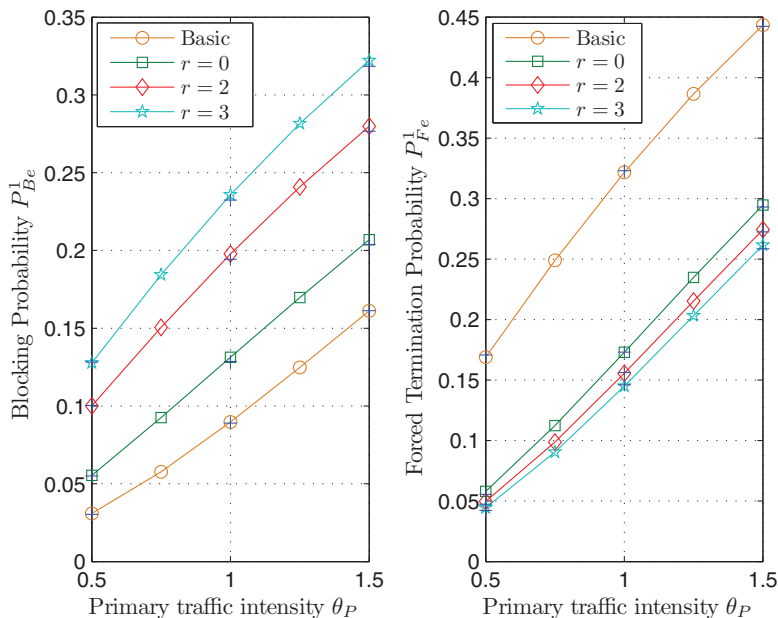 Basic
r = 0
r = 2
r = 3
Blocking Probability P^1_{Be}
0.35
0.3
0.25
0.2
0.15
0.1
0.05
0
0.5
1
1.5
Primary traffic intensity θ_P
Basic
r = 0
r = 2
r = 3
Forced Termination Probability P^1_{Fe}
0.45
0.4
0.35
0.3
0.25
0.2
0.15
0.1
0.05
0
0.5
1
1.5
Primary traffic intensity θ_P